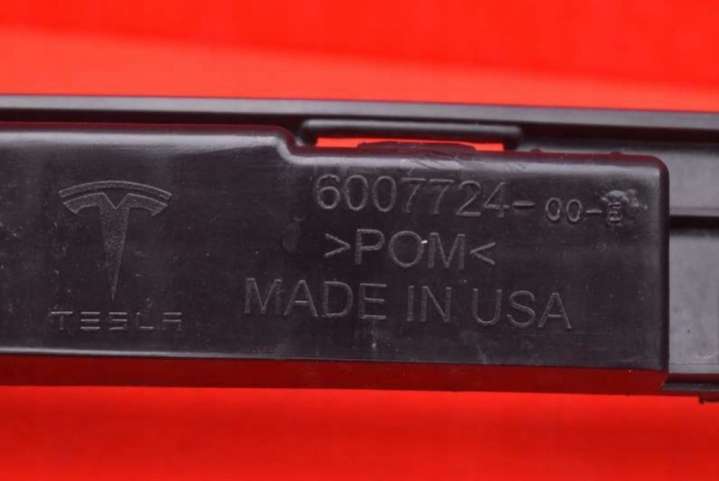 6007724-00-E
>POM<
MADE IN USA
TESLA